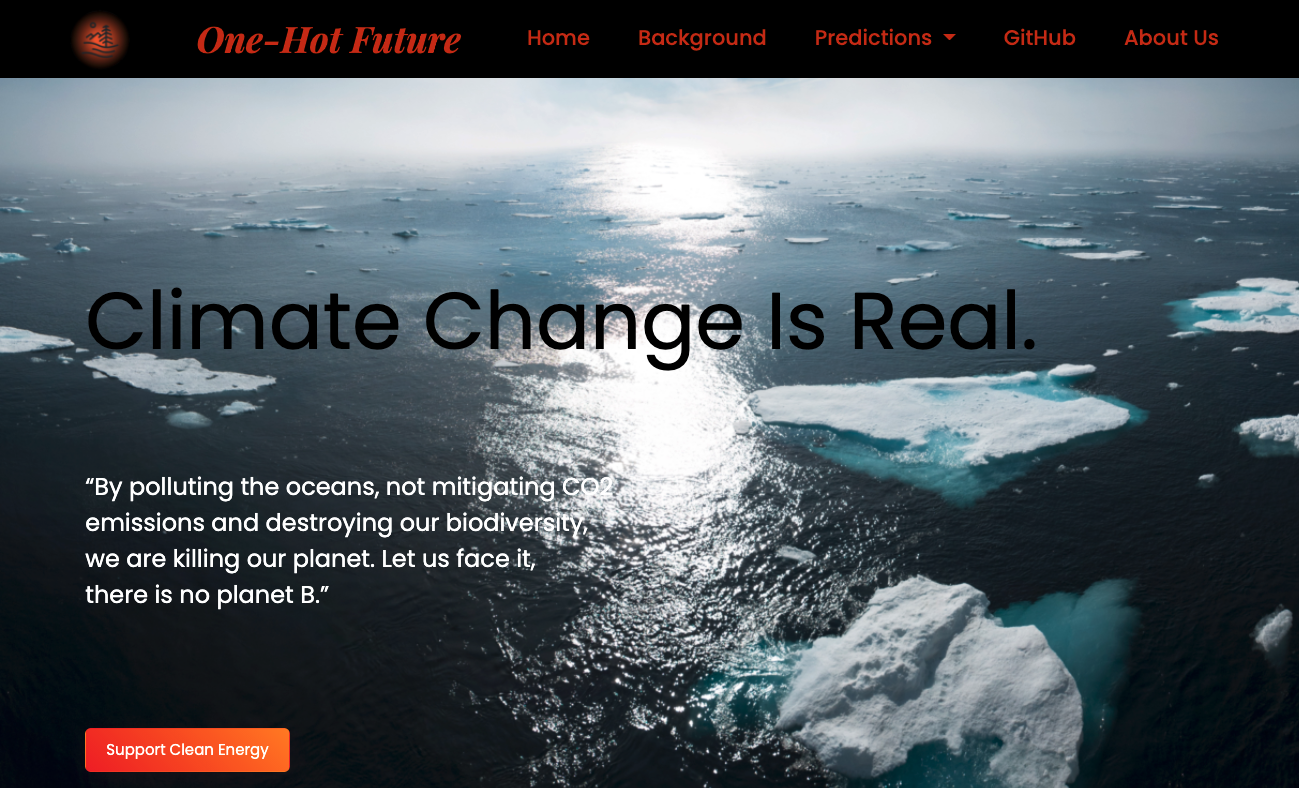 One-Hot Future Home Background Predictions GitHub About Us
Climate Change Is Real.
“By polluting the oceans, not mitigating CO2
emissions and destroying our biodiversity,
we are killing our planet. Let us face it,
there is no planet B.”
Support Clean Energy